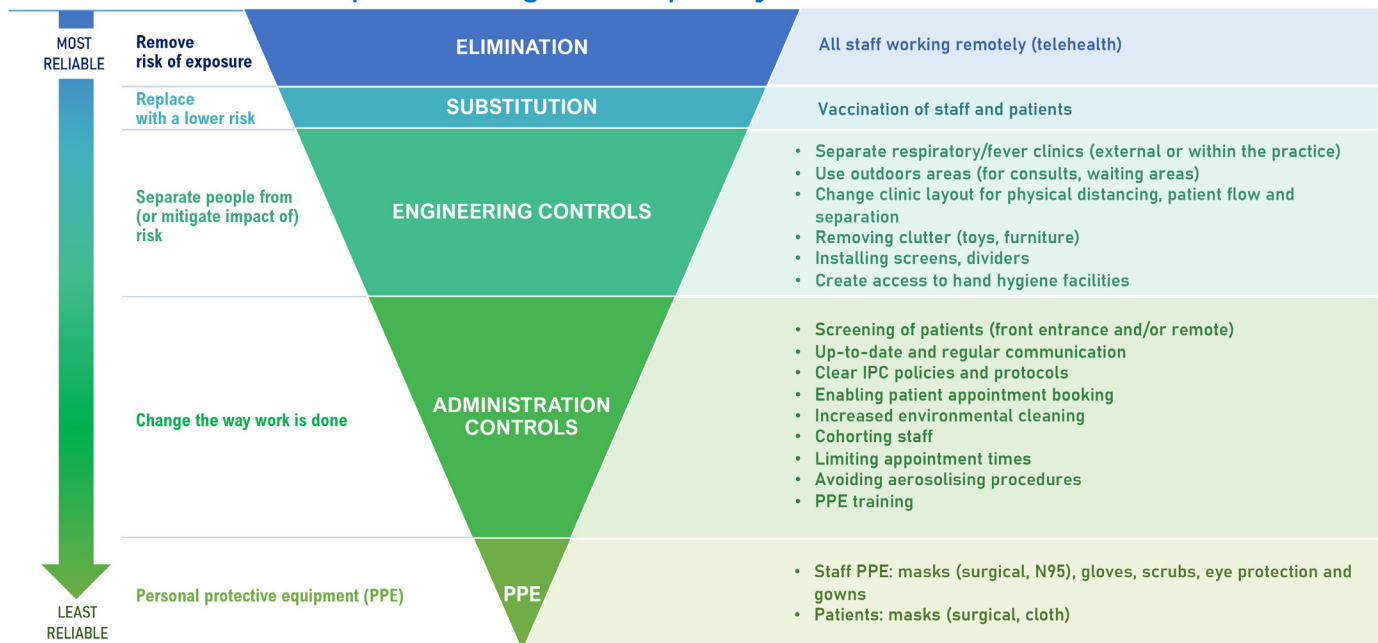 MOST
RELIABLE
Remove
risk of exposure
ELIMINATION
All staff working remotely (telehealth)
Replace
with a lower risk
SUBSTITUTION
Vaccination of staff and patients
Separate people from
(or mitigate impact of)
risk
ENGINEERING CONTROLS
• Separate respiratory/fever clinics (external or within the practice)
• Use outdoors areas (for consults, waiting areas)
• Change clinic layout for physical distancing, patient flow and
separation
• Removing clutter (toys, furniture)
• Installing screens, dividers
• Create access to hand hygiene facilities
Change the way work is done
ADMINISTRATION
CONTROLS
• Screening of patients (front entrance and/or remote)
• Up-to-date and regular communication
• Clear IPC policies and protocols
• Enabling patient appointment booking
• Increased environmental cleaning
• Cohorting staff
• Limiting appointment times
• Avoiding aerosolising procedures
• PPE training
Personal protective equipment (PPE)
PPE
• Staff PPE: masks (surgical, N95), gloves, scrubs, eye protection and
gowns
• Patients: masks (surgical, cloth)
LEAST
RELIABLE